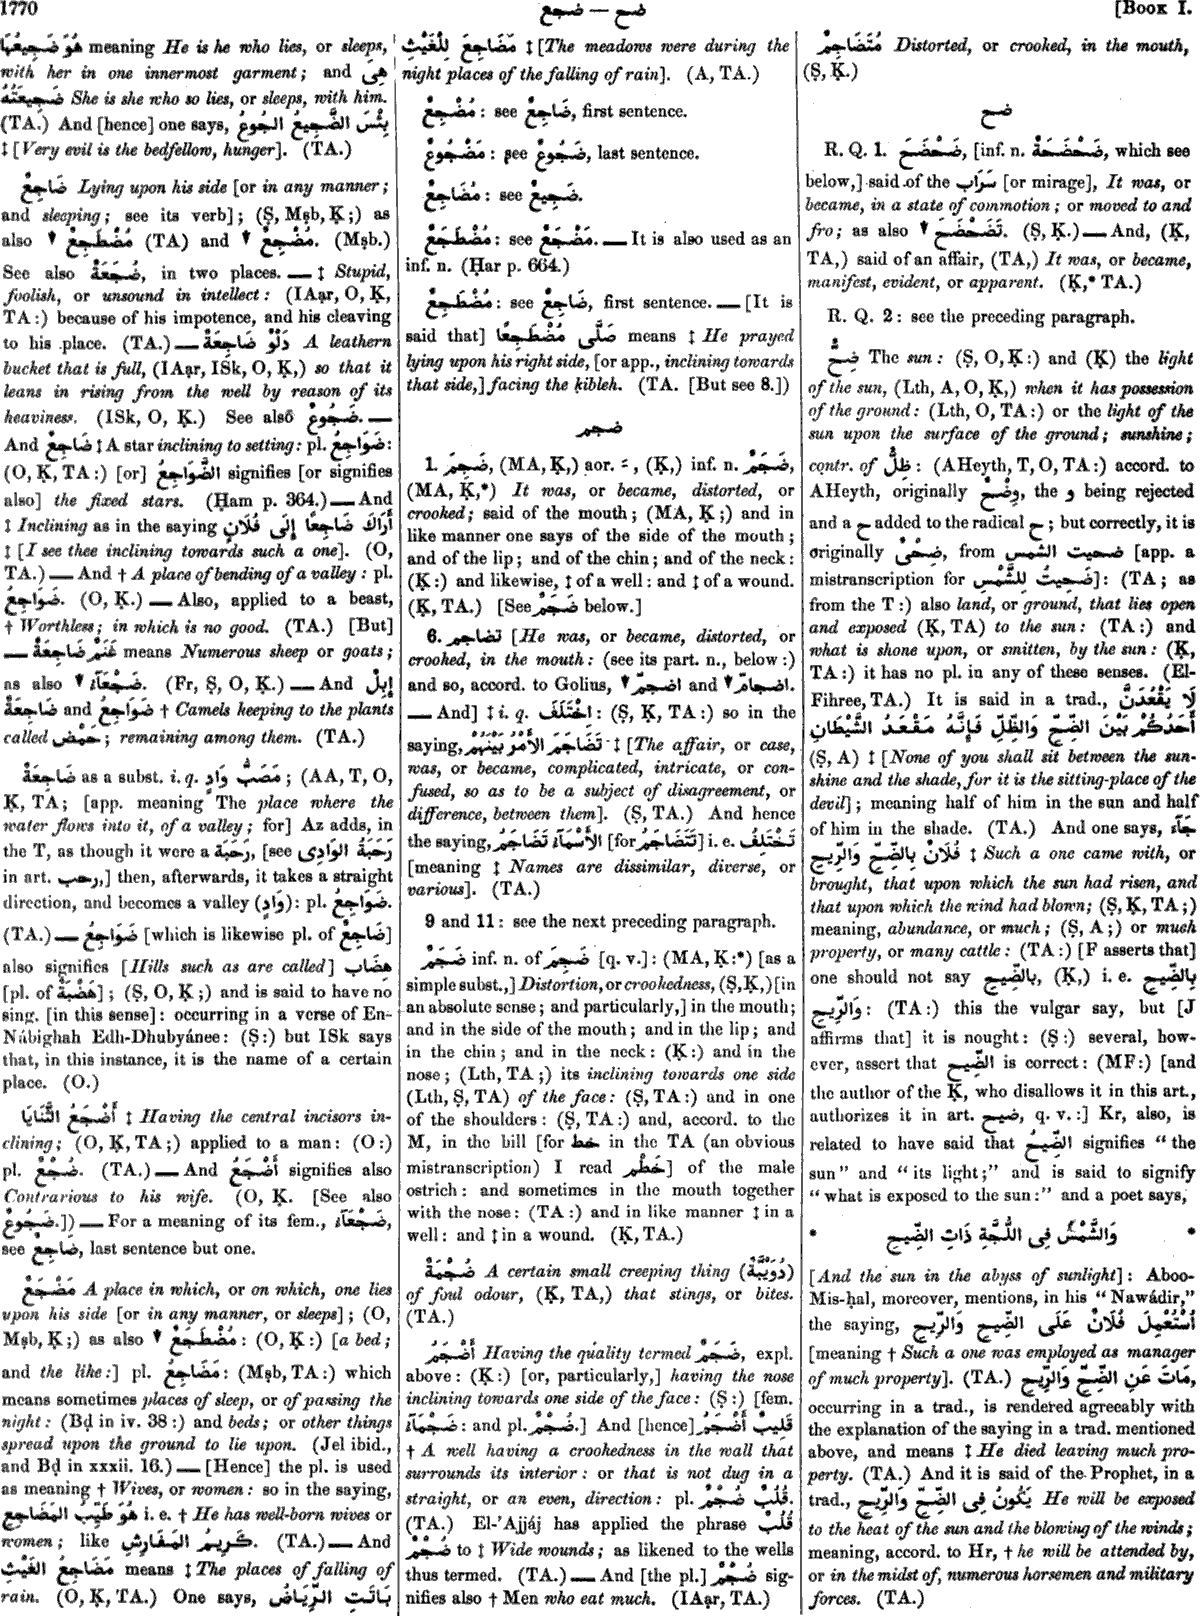 1770
ضجع — ضح
[BOOK I.
هُوَ ضَجِيعُهَا meaning He is he who lies, or sleeps,
with her in one innermost garment; and هِىَ
ضَجِيعَتُهُ She is she who so lies, or sleeps, with him.
(TA.) And [hence] one says, بِئْسَ الضَّجِيعُ الجُوعُ
‡ [Very evil is the bedfellow, hunger]. (TA.)
ضَاجِعٌ Lying upon his side [or in any manner;
and sleeping; see its verb]; (Ṣ, Mṣb, Ḳ;) as
also ▼ مُضْطَجِعٌ (TA) and ▼ مُضْجِعٌ. (Mṣb.)
See also ضُجَعَةٌ, in two places. — ‡ Stupid,
foolish, or unsound in intellect: (IAạr, O, Ḳ,
TA:) because of his impotence, and his cleaving
to his place. (TA.) — دَلْوٌ ضَاجِعَةٌ A leathern
bucket that is full, (IAạr, ISk, O, Ḳ,) so that it
leans in rising from the well by reason of its
heaviness. (ISk, O, Ḳ.) See also ضَجُوعٌ. —
And ضَاجِعٌ ‡ A star inclining to setting: pl. ضَوَاجِعُ:
(O, Ḳ, TA:) [or] الضَّوَاجِعُ signifies [or signifies
also] the fixed stars. (Ḥam p. 364.) — And
‡ Inclining as in the saying أَرَاكَ ضَاجِعًا إِلَى فُلَانٍ
‡ [I see thee inclining towards such a one]. (O,
TA.) — And † A place of bending of a valley: pl.
ضَوَاجِعُ. (O, Ḳ.) — Also, applied to a beast,
† Worthless; in which is no good. (TA.) [But]
— غَنَمٌ ضَاجِعَةٌ means Numerous sheep or goats;
as also ▼ ضَجْعَآءُ. (Fr, Ṣ, O, Ḳ.) — And إِبِلٌ
ضَاجِعَةٌ and ضَوَاجِعُ † Camels keeping to the plants
called حَمْض; remaining among them. (TA.)
ضَاجِعَةٌ as a subst. i. q. مَصَبُّ وَادٍ; (AA, T, O,
Ḳ, TA; [app. meaning The place where the
water flows into it, of a valley; for] Az adds, in
the T, as though it were a رَحَبَة, [see رَحَبَةُ الوَادِى
in art. رحب,] then, afterwards, it takes a straight
direction, and becomes a valley (وَادٍ): pl. ضَوَاجِعُ.
(TA.) — ضَوَاجِعُ [which is likewise pl. of ضَاجِعٌ]
also signifies [Hills such as are called] هِضَاب
[pl. of هَضْبَةٌ]; (Ṣ, O, Ḳ;) and is said to have no
sing. [in this sense]: occurring in a verse of En-
Nábighah Edh-Dhubyánee: (Ṣ:) but ISk says
that, in this instance, it is the name of a certain
place. (O.)
أَضْجَعُ الثَّنَايَا ‡ Having the central incisors in-
clining; (O, Ḳ, TA;) applied to a man: (O:)
pl. ضُجْعٌ. (TA.) — And أَضْجَعُ signifies also
Contrarious to his wife. (O, Ḳ. [See also
ضَجُوعٌ.]) — For a meaning of its fem., ضَجْعَآءُ,
see ضَاجِعٌ, last sentence but one.
مَضْجَعٌ A place in which, or on which, one lies
upon his side [or in any manner, or sleeps]; (O,
Mṣb, Ḳ;) as also ▼ مُضْطَجَعٌ: (O, Ḳ:) [a bed;
and the like:] pl. مَضَاجِعُ: (Mṣb, TA:) which
means sometimes places of sleep, or of passing the
night: (Bḍ in iv. 38:) and beds; or other things
spread upon the ground to lie upon. (Jel ibid.,
and Bḍ in xxxii. 16.) — [Hence] the pl. is used
as meaning † Wives, or women: so in the saying,
هُوَ طَيِّبُ المَضَاجِعِ i. e. † He has well-born wives or
women; like كَرِيمُ المَفَارِشِ. (TA.) — And
مَضَاجِعُ الغَيْثِ means ‡ The places of falling of
rain. (O, Ḳ, TA.) One says, بَاتَتِ الرِّيَاضُ
مَضَاجِعَ لِلْغَيْثِ ‡ [The meadows were during the
night places of the falling of rain]. (A, TA.)
مُضْجِعٌ: see ضَاجِعٌ, first sentence.
مَضْجُوعٌ: see ضَجُوعٌ, last sentence.
مُضَاجِعٌ: see ضَجِيعٌ.
مُضْطَجَعٌ: see مَضْجَعٌ. — It is also used as an
inf. n. (Ḥar p. 664.)
مُضْطَجِعٌ: see ضَاجِعٌ, first sentence. — [It is
said that] صَلَّى مُضْطَجِعًا means ‡ He prayed
lying upon his right side, [or app., inclining towards
that side,] facing the ḳibleh. (TA. [But see 8.])
ضجم
1. ضَجِمَ, (MA, Ḳ,) aor. ـَ, (Ḳ,) inf. n. ضَجَمٌ,
(MA, Ḳ,*) It was, or became, distorted, or
crooked; said of the mouth; (MA, Ḳ;) and in
like manner one says of the side of the mouth;
and of the lip; and of the chin; and of the neck:
(Ḳ:) and likewise, ‡ of a well: and ‡ of a wound.
(Ḳ, TA.) [See ضَجَمٌ below.]
6. تضاجم [He was, or became, distorted, or
crooked, in the mouth: (see its part. n., below:)
and so, accord. to Golius, ▼ اضجمّ and ▼ اضجامّ.
— And] ‡ i. q. اخْتَلَفَ: (Ṣ, Ḳ, TA:) so in the
saying, تَضَاجَمَ الأَمْرُ بَيْنَهُمْ ‡ [The affair, or case,
was, or became, complicated, intricate, or con-
fused, so as to be a subject of disagreement, or
difference, between them]. (Ṣ, TA.) And hence
the saying, الأَسْمَآءُ تَضَاجَمُ [for تَتَضَاجَمُ] i. e. تَخْتَلِفُ
[meaning ‡ Names are dissimilar, diverse, or
various]. (TA.)
9 and 11: see the next preceding paragraph.
ضَجَمٌ inf. n. of ضَجِمَ [q. v.]: (MA, Ḳ:*) [as a
simple subst.,] Distortion, or crookedness, (Ṣ, Ḳ,) [in
an absolute sense; and particularly,] in the mouth;
and in the side of the mouth; and in the lip; and
in the chin; and in the neck: (Ḳ:) and in the
nose; (Lth, TA;) its inclining towards one side
(Lth, Ṣ, TA) of the face: (Ṣ, TA:) and in one
of the shoulders: (Ṣ, TA:) and, accord. to the
M, in the bill [for خط in the TA (an obvious
mistranscription) I read خَطْم] of the male
ostrich: and sometimes in the mouth together
with the nose: (TA:) and in like manner ‡ in a
well: and ‡ in a wound. (Ḳ, TA.)
ضُجْمَةٌ A certain small creeping thing (دُوَيْبَّةٌ)
of foul odour, (Ḳ, TA,) that stings, or bites.
(TA.)
أَضْجَمُ Having the quality termed ضَجَمٌ, expl.
above: (Ḳ:) [or, particularly,] having the nose
inclining towards one side of the face: (Ṣ:) [fem.
ضَجْمَآءُ: and pl. ضُجْمٌ.] And [hence] قَلِيبٌ أَضْجَمُ
† A well having a crookedness in the wall that
surrounds its interior: or that is not dug in a
straight, or an even, direction: pl. قُلُبٌ ضُجْمٌ.
(TA.) El-'Ajjáj has applied the phrase قُلُبٌ
ضُجْمٌ to ‡ Wide wounds; as likened to the wells
thus termed. (TA.) — And [the pl.] ضُجْمٌ sig-
nifies also † Men who eat much. (IAạr, TA.)
مُتَضَاجِمٌ Distorted, or crooked, in the mouth,
(Ṣ, Ḳ.)
ضح
R. Q. 1. ضَحْضَحَ, [inf. n. ضَحْضَحَةٌ, which see
below,] said of the سَرَاب [or mirage], It was, or
became, in a state of commotion; or moved to and
fro; as also ▼ تَضَحْضَحَ. (Ṣ, Ḳ.) — And, (Ḳ,
TA,) said of an affair, (TA,) It was, or became,
manifest, evident, or apparent. (Ḳ,* TA.)
R. Q. 2: see the preceding paragraph.
ضِحٌّ The sun: (Ṣ, O, Ḳ:) and (Ḳ) the light
of the sun, (Lth, A, O, Ḳ,) when it has possession
of the ground: (Lth, O, TA:) or the light of the
sun upon the surface of the ground; sunshine;
contr. of ظِلٌّ: (AHeyth, T, O, TA:) accord. to
AHeyth, originally وِضْحٌ, the و being rejected
and a ح added to the radical ح; but correctly, it is
originally ضِحْىٌ, from ضحيت الشمس [app. a
mistranscription for ضَحِيتُ لِلشَّمْسِ]: (TA; as
from the T:) also land, or ground, that lies open
and exposed (Ḳ, TA) to the sun: (TA:) and
what is shone upon, or smitten, by the sun: (Ḳ,
TA:) it has no pl. in any of these senses. (El-
Fihree, TA.) It is said in a trad., لَا يَقْعُدَنَّ
أَحَدُكُمْ بَيْنَ الضِّحِّ وَالظِّلِّ فَإِنَّهُ مَقْعَدُ الشَّيْطَانِ
(Ṣ, A) ‡ [None of you shall sit between the sun-
shine and the shade, for it is the sitting-place of the
devil]; meaning half of him in the sun and half
of him in the shade. (TA.) And one says, جَآءَ
فُلَانٌ بِالضِّحِّ وَالرِّيحِ ‡ Such a one came with, or
brought, that upon which the sun had risen, and
that upon which the wind had blown; (Ṣ, Ḳ, TA;)
meaning, abundance, or much; (Ṣ, A;) or much
property, or many cattle: (TA:) [F asserts that]
one should not say بِالضِّيحِ, (Ḳ,) i. e. بِالضِّيحِ
وَالرِّيحِ: (TA:) this the vulgar say, but [J
affirms that] it is nought: (Ṣ:) several, how-
ever, assert that الضِّيح is correct: (MF:) [and
the author of the Ḳ, who disallows it in this art.,
authorizes it in art. ضيح, q. v.:] Kr, also, is
related to have said that الضِّيحُ signifies "the
sun" and "its light;" and is said to signify
"what is exposed to the sun:" and a poet says,
* وَالشَّمْسُ فِى اللُّجَّةِ ذَاتِ الضِّيحِ *
[And the sun in the abyss of sunlight]: Aboo-
Mis-ḥal, moreover, mentions, in his "Nawádir,"
the saying, اُسْتُعْمِلَ فُلَانٌ عَلَى الضِّيحِ وَالرِّيحِ
[meaning † Such a one was employed as manager
of much property]. (TA.) مَاتَ عَنِ الضِّحِّ وَالرِّيحِ,
occurring in a trad., is rendered agreeably with
the explanation of the saying in a trad. mentioned
above, and means ‡ He died leaving much pro-
perty. (TA.) And it is said of the Prophet, in a
trad., يَكُونُ فِى الضِّحِّ وَالرِّيحِ He will be exposed
to the heat of the sun and the blowing of the winds;
meaning, accord. to Hr, † he will be attended by,
or in the midst of, numerous horsemen and military
forces. (TA.)